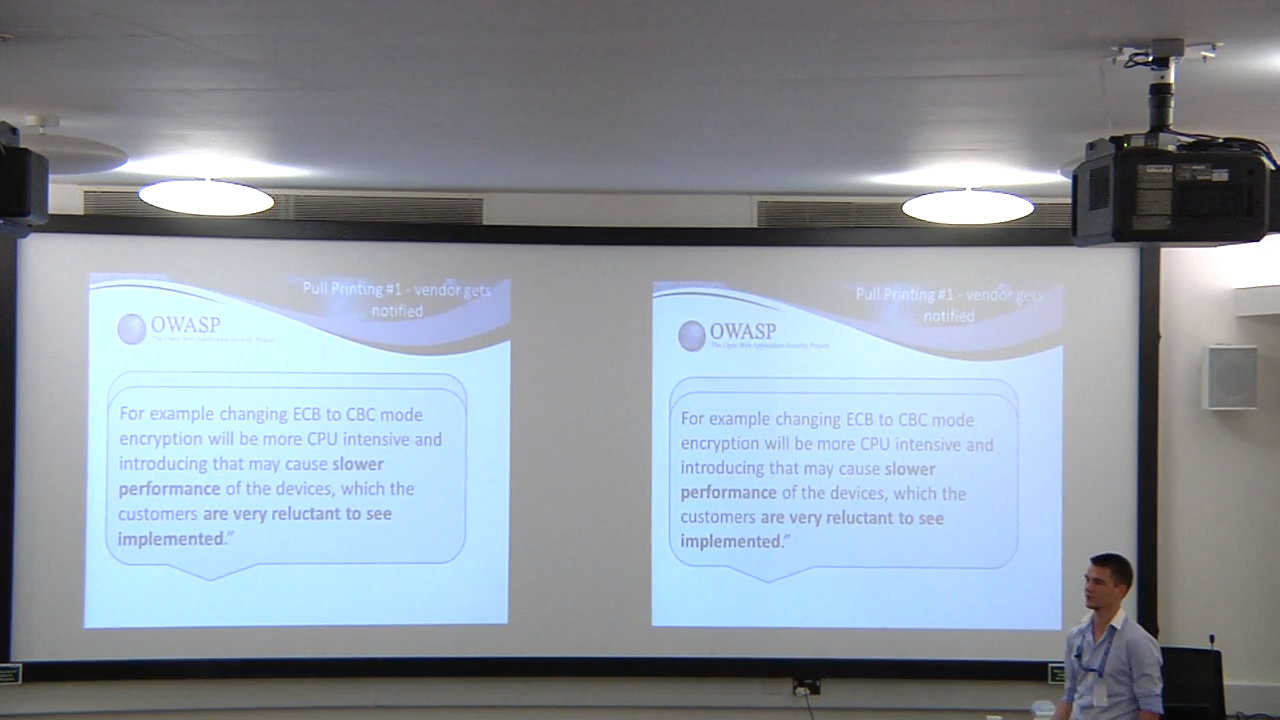 Pull Printing #1 - vendor gets
notified
OWASP
The Open Web Application Security Project
For example changing ECB to CBC mode
encryption will be more CPU intensive and
introducing that may cause slower
performance of the devices, which the
customers are very reluctant to see
implemented.”
Pull Printing #1 - vendor gets
notified
OWASP
The Open Web Application Security Project
For example changing ECB to CBC mode
encryption will be more CPU intensive and
introducing that may cause slower
performance of the devices, which the
customers are very reluctant to see
implemented.”